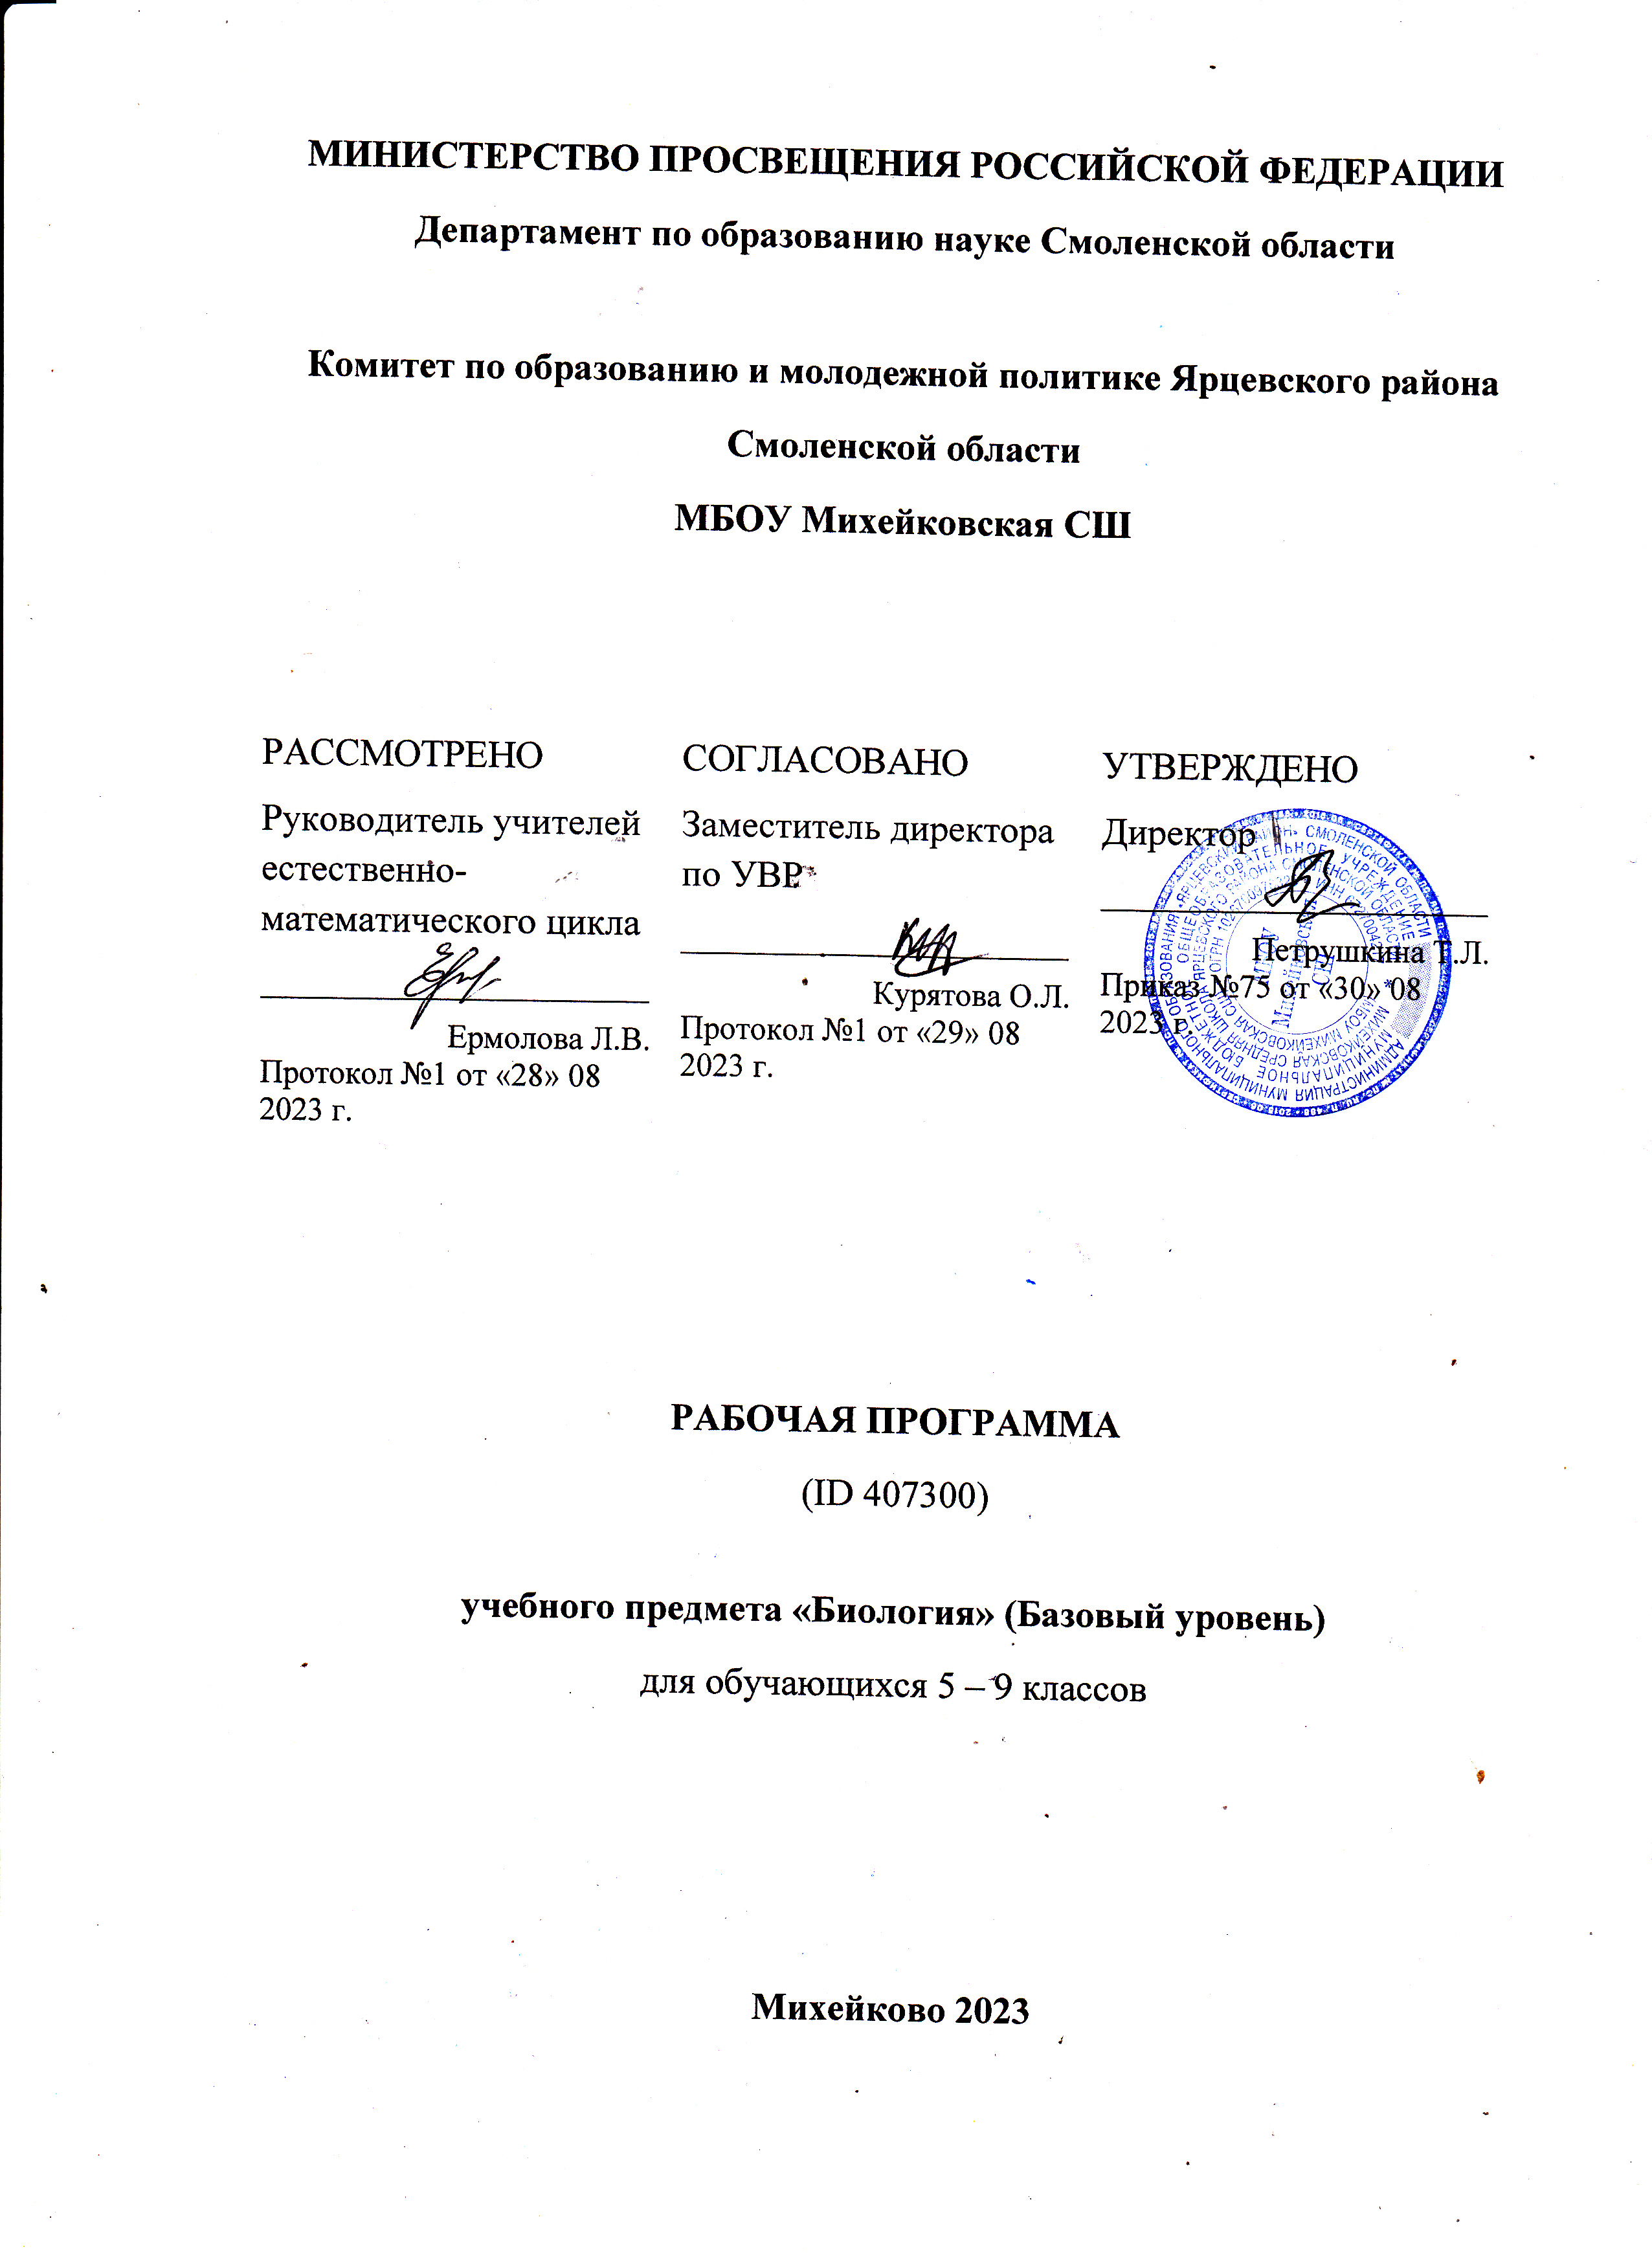 МИНИСТЕРСТВО ПРОСВЕЩЕНИЯ РОССИЙСКОЙ ФЕДЕРАЦИИ
Департамент по образованию науке Смоленской области
Комитет по образованию и молодежной политике Ярцевского района
Смоленской области
МБОУ Михейковская СШ
РАССМОТРЕНО
Руководитель учителей
естественно-
математического цикла
Ермолова Л.В.
Протокол №1 от «28» 08
2023 г.
СОГЛАСОВАНО
Заместитель директора
по УВР
Курятова О.Л.
Протокол №1 от «29» 08
2023 г.
УТВЕРЖДЕНО
Директор
Петрушкина Т.Л.
Приказ №75 от «30» 08
2023 г.
МБОУ
Михейковская
СШ
РАБОЧАЯ ПРОГРАММА
(ID 407300)
учебного предмета «Биология» (Базовый уровень)
для обучающихся 5 – 9 классов
Михейково 2023